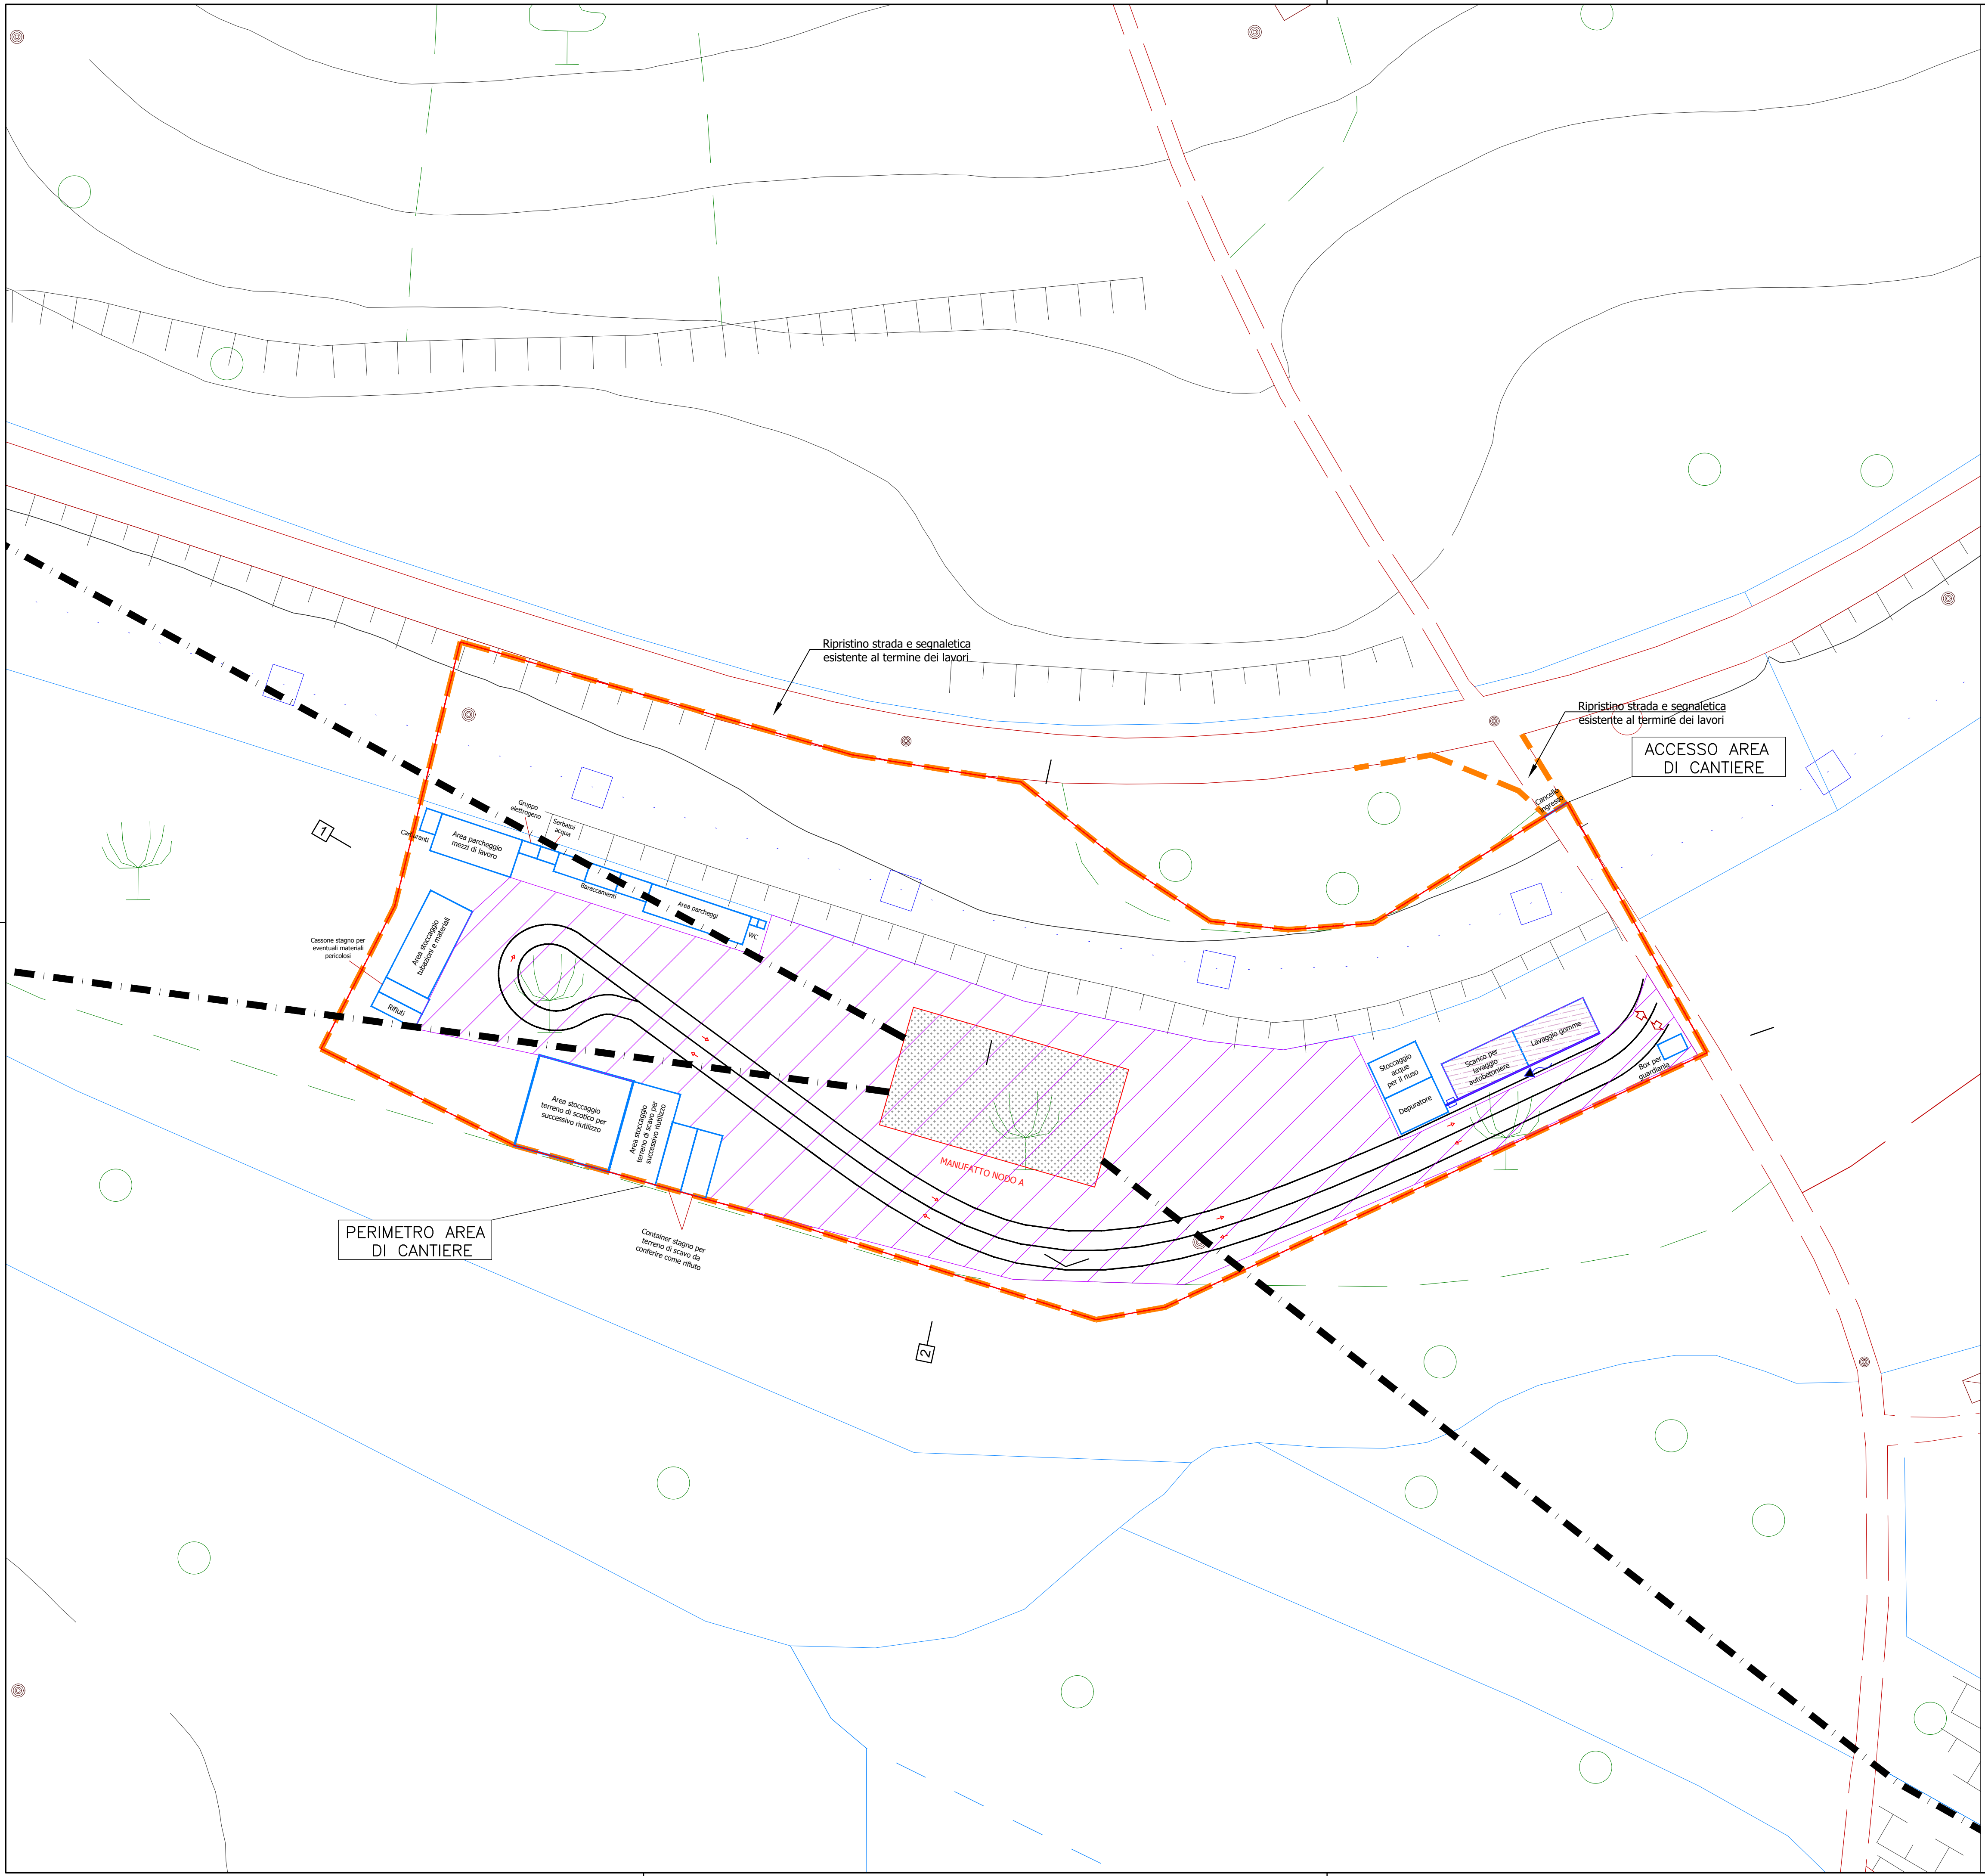 Ripristino strada e segnaletica
esistente al termine dei lavori
Ripristino strada e segnaletica
esistente al termine dei lavori
ACCESSO AREA
DI CANTIERE
Cancello
ingresso
Gruppo
elettrogeno
Serbatoi
acqua
Carburanti
Area parcheggio
mezzi di lavoro
1
Baraccamenti
Area parcheggi
WC
Area stoccaggio
tubazioni e materiali
Cassone stagno per
eventuali materiali
pericolosi
Rifiuti
Stoccaggio
acque
per il riuso
Depuratore
Scarico per
lavaggio
autobetoniere
Lavaggio gomme
Box per
guardiania
Area stoccaggio
terreno di scotico per
successivo riutilizzo
Area stoccaggio
terreno di scavo per
successivo riutilizzo
MANUFATTO NODO A
PERIMETRO AREA
DI CANTIERE
Container stagno per
terreno di scavo da
conferire come rifiuto
2